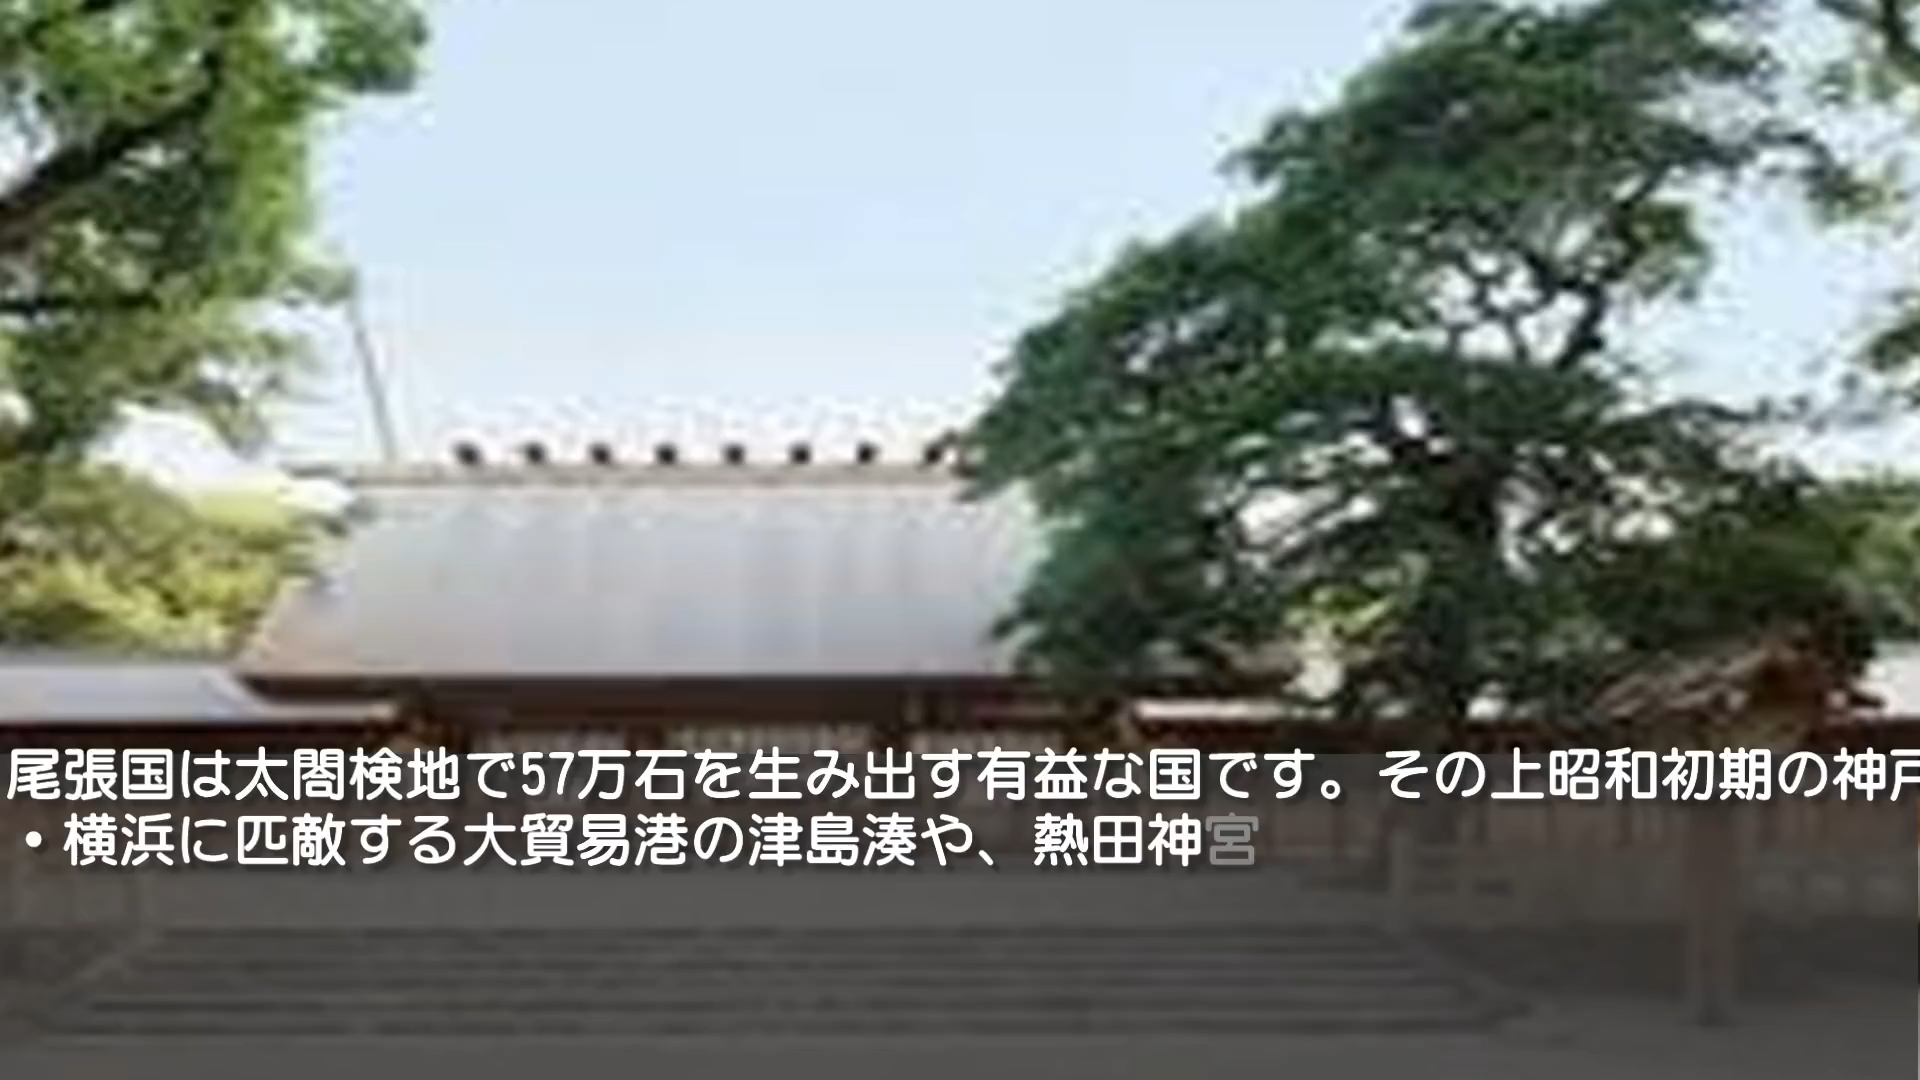 尾張国は太閤検地で57万石を生み出す有益な国です。その上昭和初期の神戸
・横浜に匹敵する大貿易港の津島湊や、熱田神宮